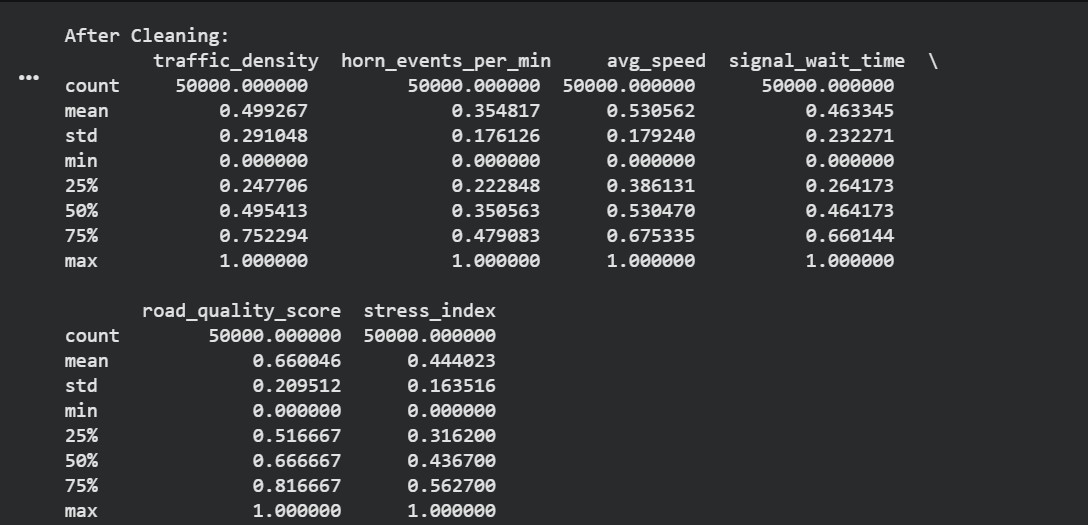 After Cleaning:
        traffic_density  horn_events_per_min     avg_speed  signal_wait_time  \
...
count     50000.000000         50000.000000  50000.000000      50000.000000
mean          0.499267             0.354817      0.530562          0.463345
std           0.291048             0.176126      0.179240          0.232271
min           0.000000             0.000000      0.000000          0.000000
25%           0.247706             0.222848      0.386131          0.264173
50%           0.495413             0.350563      0.530470          0.464173
75%           0.752294             0.479083      0.675335          0.660144
max           1.000000             1.000000      1.000000          1.000000
       road_quality_score  stress_index
count        50000.000000  50000.000000
mean             0.660046      0.444023
std              0.209512      0.163516
min              0.000000      0.000000
25%              0.516667      0.316200
50%              0.666667      0.436700
75%              0.816667      0.562700
max              1.000000      1.000000